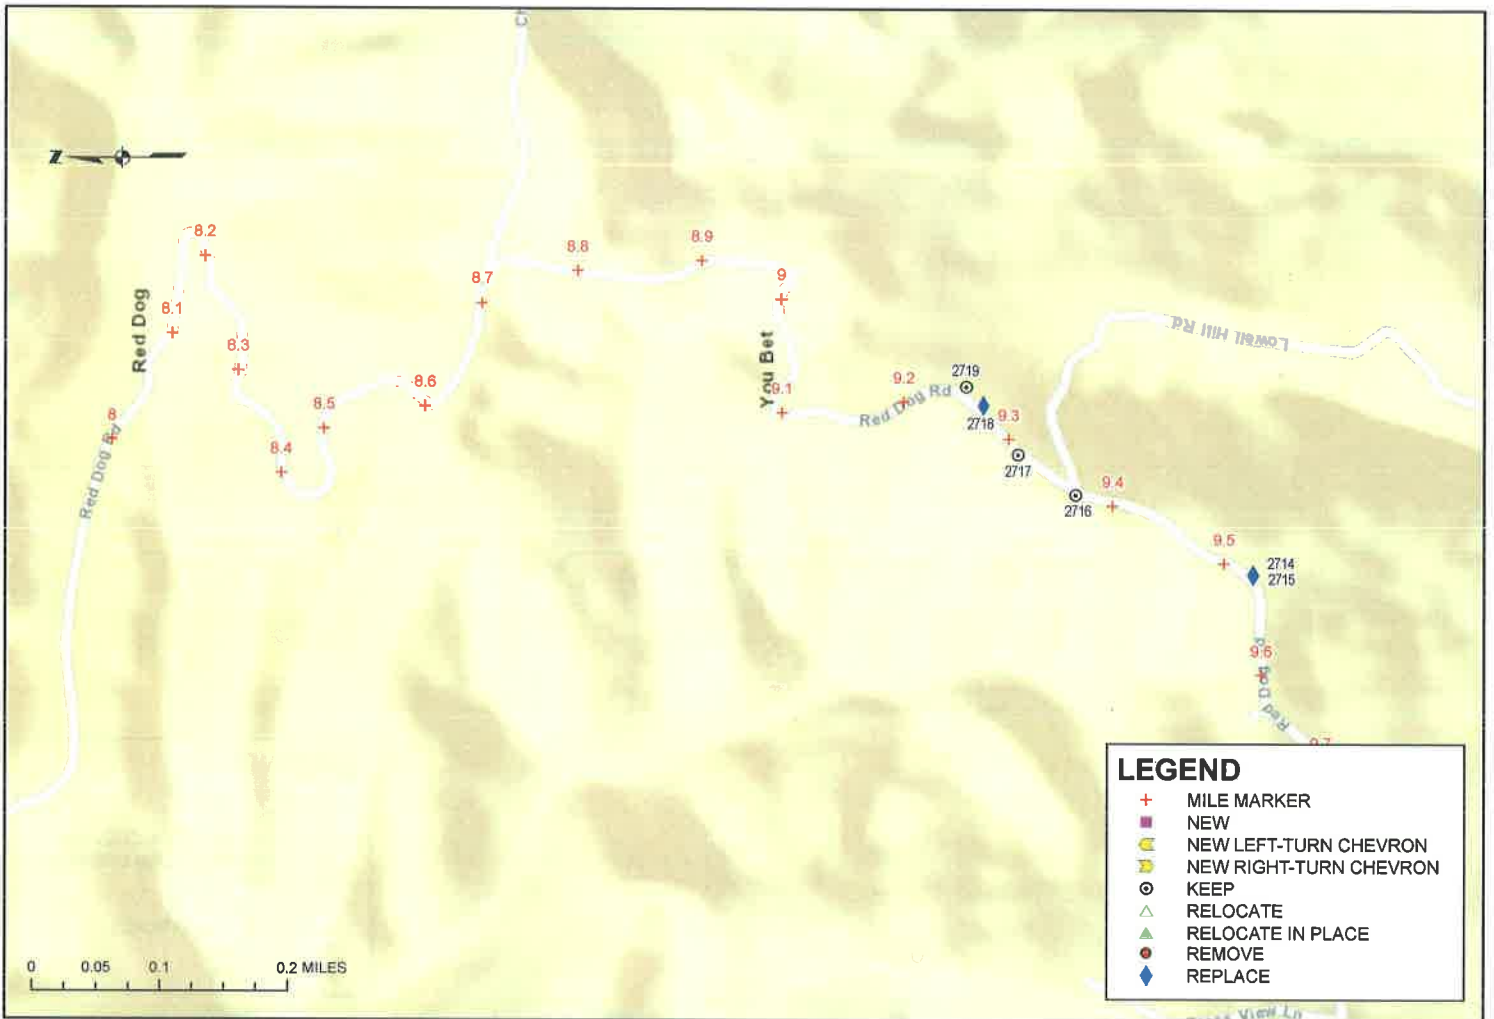 Z
8.2
8.1
Red Dog
8.3
8
Red Dog Rd
8.4
8.5
8.6
8.7
8.8
8.9
9
You Bet
9.1
9.2
Red Dog Rd
2719
2718
9.3
2717
2716
9.4
Lowell Hill Rd
9.5
2714
2715
9.6
Red Dog Rd
9.7
LEGEND
MILE MARKER
NEW
NEW LEFT-TURN CHEVRON
NEW RIGHT-TURN CHEVRON
KEEP
RELOCATE
RELOCATE IN PLACE
REMOVE
REPLACE
0 0.05 0.1 0.2 MILES
View Ln